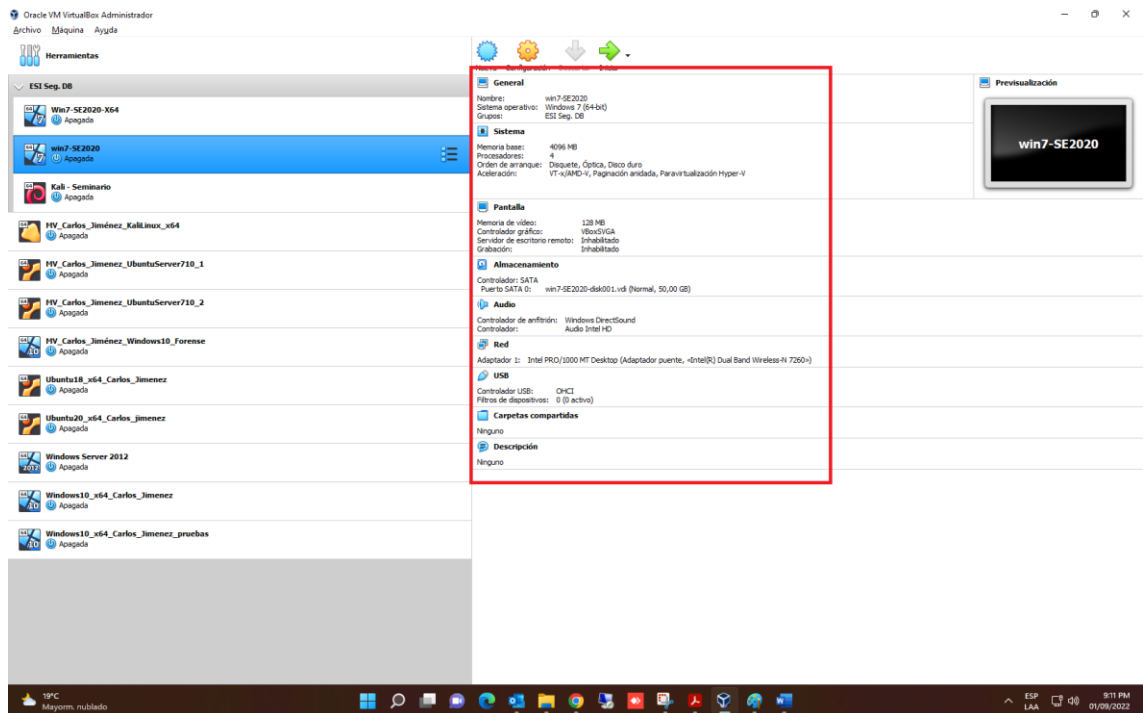 Oracle VM VirtualBox Administrador
Archivo Máquina Ayuda
Herramientas
ESI Seg. DB
Win7-SE2020-X64
Apagada
win7-SE2020
Apagada
Kali - Seminario
Apagada
MV_Carlos_Jiménez_KaliLinux_x64
Apagada
MV_Carlos_Jimenez_UbuntuServer710_1
Apagada
MV_Carlos_Jimenez_UbuntuServer710_2
Apagada
MV_Carlos_Jiménez_Windows10_Forense
Apagada
Ubuntu18_x64_Carlos_Jimenez
Apagada
Ubuntu20_x64_Carlos_jimenez
Apagada
Windows Server 2012
Apagada
Windows10_x64_Carlos_Jimenez
Apagada
Windows10_x64_Carlos_Jimenez_pruebas
Apagada
General
Nombre: win7-SE2020
Sistema operativo: Windows 7 (64-bit)
Grupos: ESI Seg. DB
Sistema
Memoria base: 4096 MB
Procesadores: 4
Orden de arranque: Disquete, Óptica, Disco duro
Aceleración: VT-x/AMD-V, Paginación anidada, Paravirtualización Hyper-V
Pantalla
Memoria de vídeo: 128 MB
Controlador gráfico: VBoxSVGA
Servidor de escritorio remoto: Inhabilitado
Grabación: Inhabilitado
Almacenamiento
Controlador: SATA
Puerto SATA 0: win7-SE2020-disk001.vdi (Normal, 50,00 GB)
Audio
Controlador de anfitrión: Windows DirectSound
Controlador: Audio Intel HD
Red
Adaptador 1: Intel PRO/1000 MT Desktop (Adaptador puente, «Intel(R) Dual Band Wireless-N 7260»)
USB
Controlador USB: OHCI
Filtros de dispositivos: 0 (0 activo)
Carpetas compartidas
Ninguno
Descripción
Ninguno
Previsualización
win7-SE2020
19°C
Mayorm. nublado
ESP
LAA
9:11 PM
01/09/2022